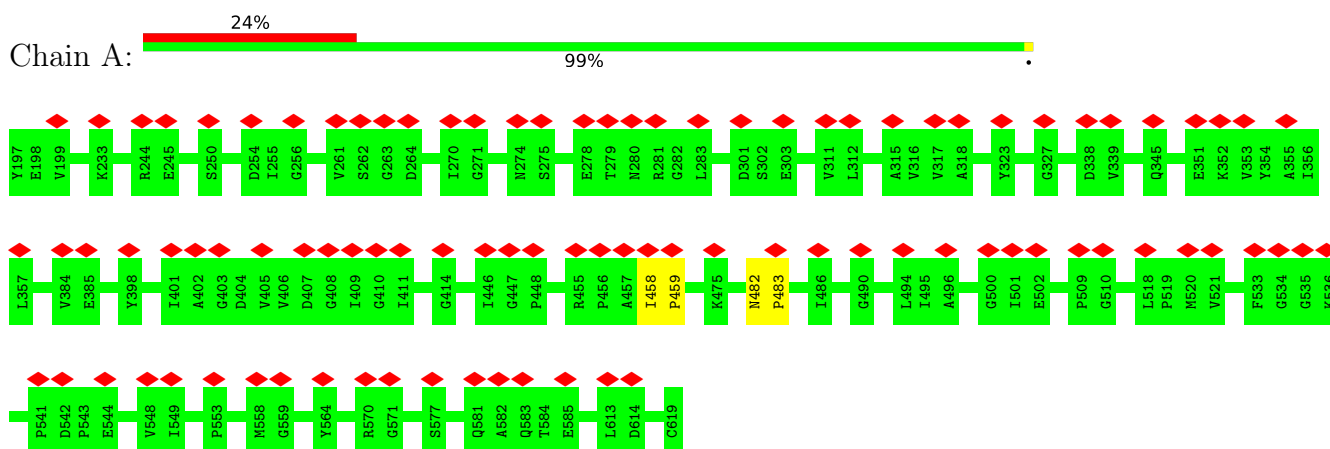 24%
Chain A:
99%
•
Y197 E198 V199 K233 R244 E245 S250 D254 I255 G256 V261 S262 G263 D264 I270 G271 N274 S275 E278 T279 N280 R281 G282 L283 D301 S302 E303 V311 L312 A315 V316 V317 A318 Y323 G327 D338 V339 Q345 E351 K352 V353 Y354 A355 I356
L357 V384 E385 Y398 I401 A402 G403 D404 V405 V406 D407 G408 I409 G410 I411 G414 I446 G447 P448 R455 P456 A457 I458 P459 K475 N482 P483 I486 G490 L494 I495 A496 G500 I501 E502 P509 G510 L518 P519 M520 V521 F533 G534 G535 K536
P541 D542 P543 E544 V548 I549 P553 M558 G559 Y564 R570 G571 S577 Q581 A582 Q583 T584 E585 L613 D614 C619